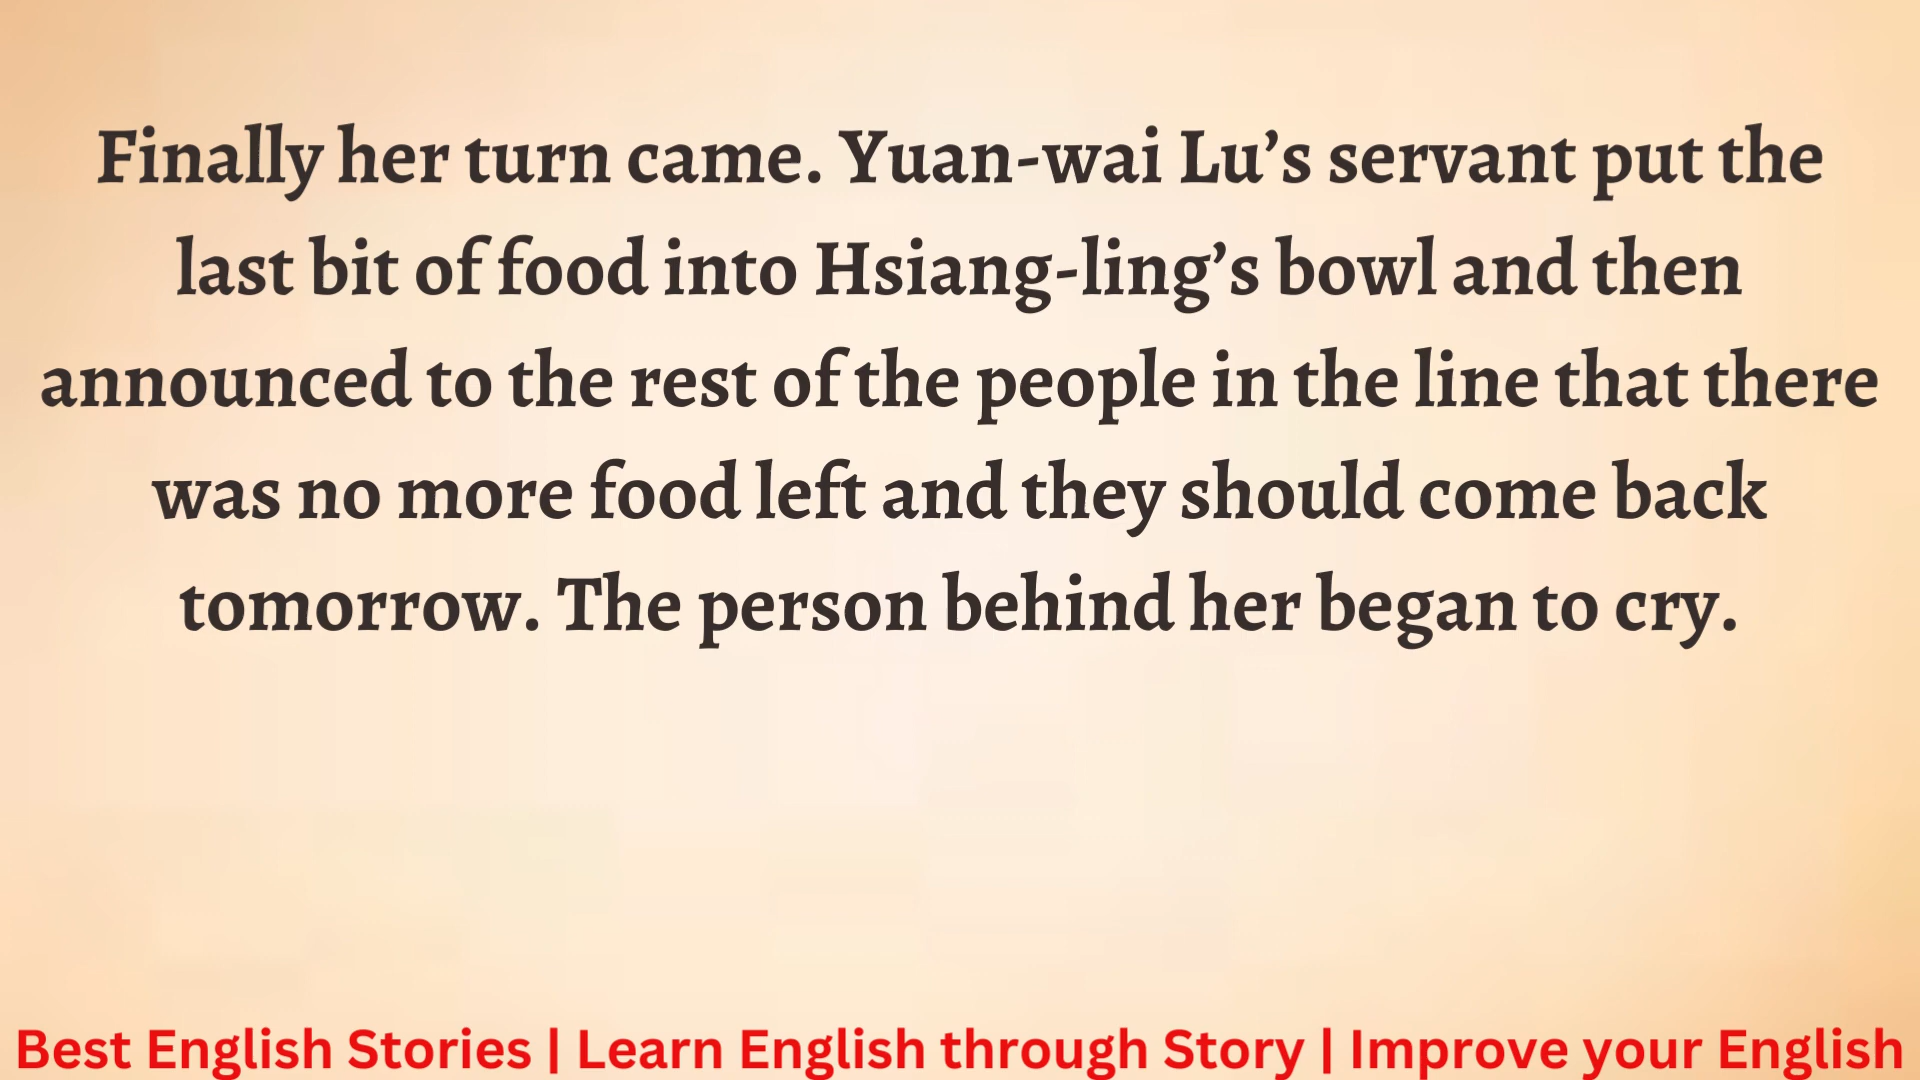 Finally her turn came. Yuan-wai Lu’s servant put the
last bit of food into Hsiang-ling’s bowl and then
announced to the rest of the people in the line that there
was no more food left and they should come back
tomorrow. The person behind her began to cry.
Best English Stories | Learn English through Story | Improve your English